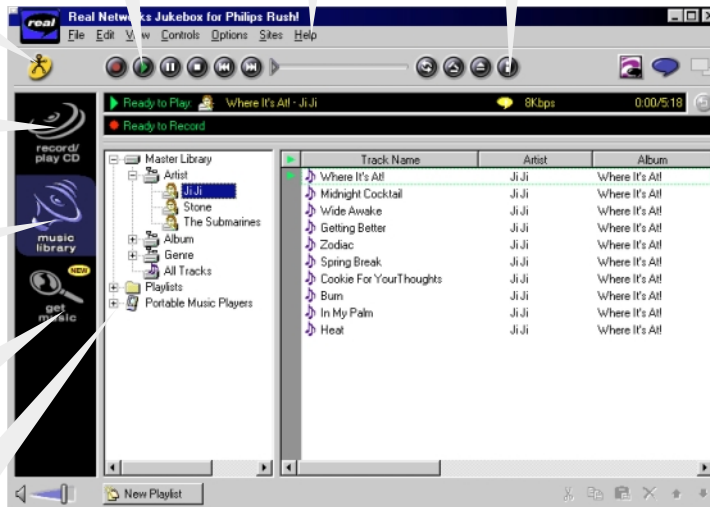 real
Real Networks Jukebox for Philips Rush!
File Edit View Controls Options Sites Help
Ready to Play: Where It's At! - Ji Ji 8Kbps 0:00/5:18
Ready to Record
record/
play CD
music
library
NEW
get
music
Master Library
Artist
Ji Ji
Stone
The Submarines
Album
Genre
All Tracks
Playlists
Portable Music Players
Track Name Artist Album
Where It's At! Ji Ji Where It's At!
Midnight Cocktail Ji Ji Where It's At!
Wide Awake Ji Ji Where It's At!
Getting Better Ji Ji Where It's At!
Zodiac Ji Ji Where It's At!
Spring Break Ji Ji Where It's At!
Cookie For YourThoughts Ji Ji Where It's At!
Burn Ji Ji Where It's At!
In My Palm Ji Ji Where It's At!
Heat Ji Ji Where It's At!
New Playlist